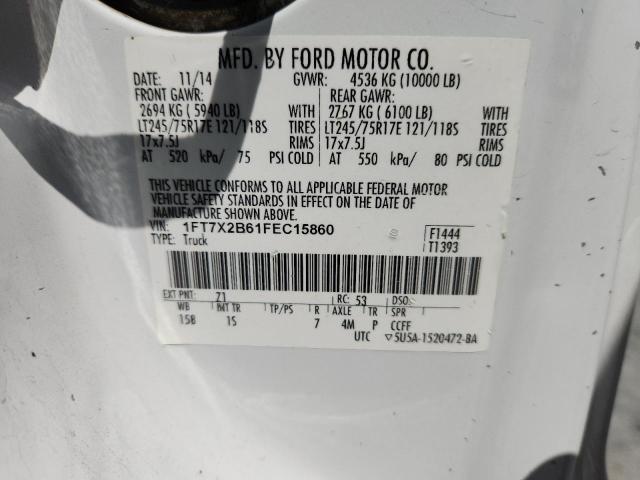 MFD. BY FORD MOTOR CO.
DATE: 11/14 GVWR: 4536 KG (10000 LB)
FRONT GAWR: REAR GAWR:
2694 KG ( 5940 LB) WITH 2767 KG ( 6100 LB) WITH
LT245/75R17E 121/118S TIRES LT245/75R17E 121/118S TIRES
17x7.5J RIMS 17x7.5J RIMS
AT 520 kPa/ 75 PSI COLD AT 550 kPa/ 80 PSI COLD
THIS VEHICLE CONFORMS TO ALL APPLICABLE FEDERAL MOTOR
VEHICLE SAFETY STANDARDS IN EFFECT ON THE DATE OF
MANUFACTURE SHOWN ABOVE.
VIN: 1FT7X2B61FEC15860 F1444
TYPE: Truck T1393
EXT PNT: Z1 RC: 53 DSO:
WB INT TR TP/PS R AXLE TR SPR
158 1S 7 4M P CCFF
UTC ▽5U5A-1520472-BA